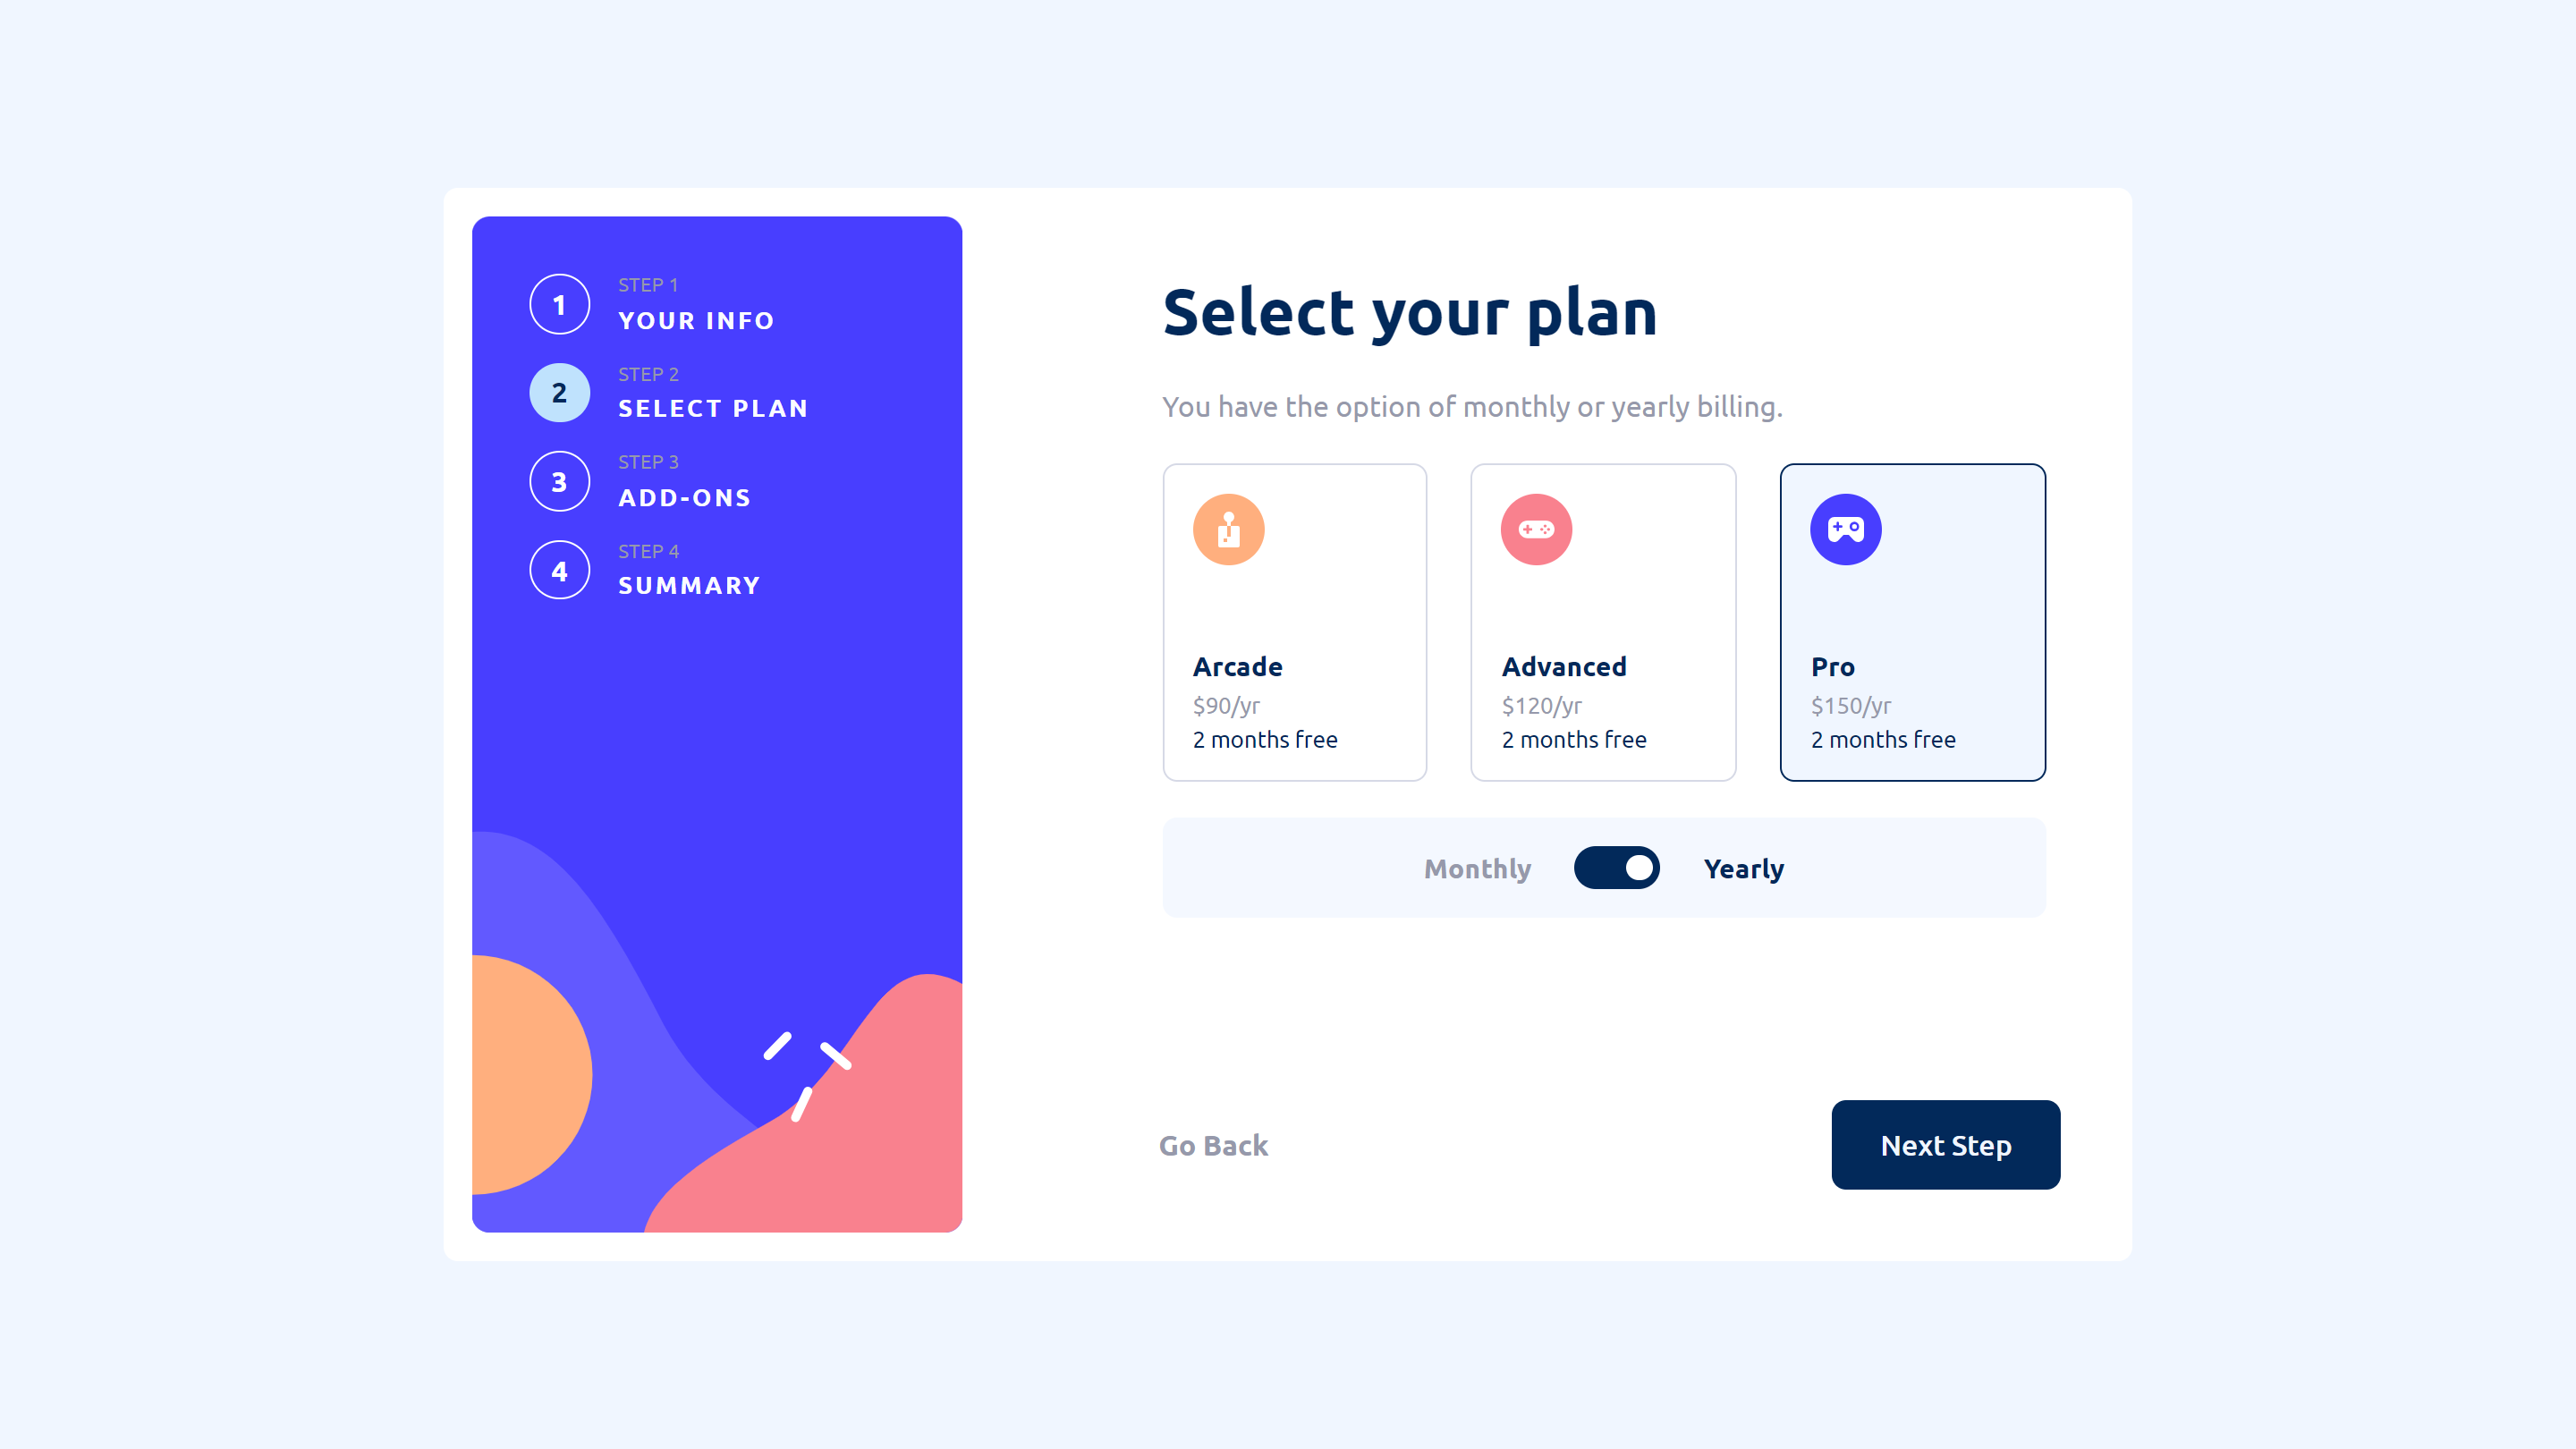 1
STEP 1
YOUR INFO
2
STEP 2
SELECT PLAN
3
STEP 3
ADD-ONS
4
STEP 4
SUMMARY
Select your plan
You have the option of monthly or yearly billing.
Arcade
$90/yr
2 months free
Advanced
$120/yr
2 months free
Pro
$150/yr
2 months free
Monthly
Yearly
Go Back
Next Step